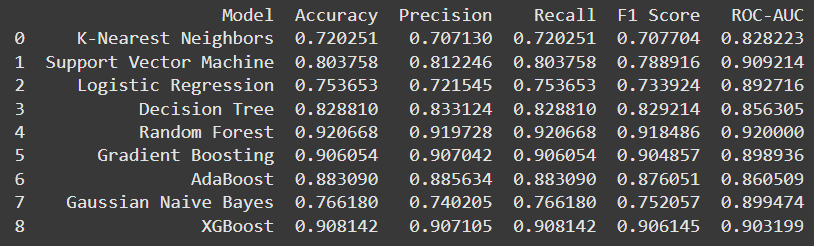 Model Accuracy Precision Recall F1 Score ROC-AUC
0 K-Nearest Neighbors 0.720251 0.707130 0.720251 0.707704 0.828223
1 Support Vector Machine 0.803758 0.812246 0.803758 0.788916 0.909214
2 Logistic Regression 0.753653 0.721545 0.753653 0.733924 0.892716
3 Decision Tree 0.828810 0.833124 0.828810 0.829214 0.856305
4 Random Forest 0.920668 0.919728 0.920668 0.918486 0.920000
5 Gradient Boosting 0.906054 0.907042 0.906054 0.904857 0.898936
6 AdaBoost 0.883090 0.885634 0.883090 0.876051 0.860509
7 Gaussian Naive Bayes 0.766180 0.740205 0.766180 0.752057 0.899474
8 XGBoost 0.908142 0.907105 0.908142 0.906145 0.903199